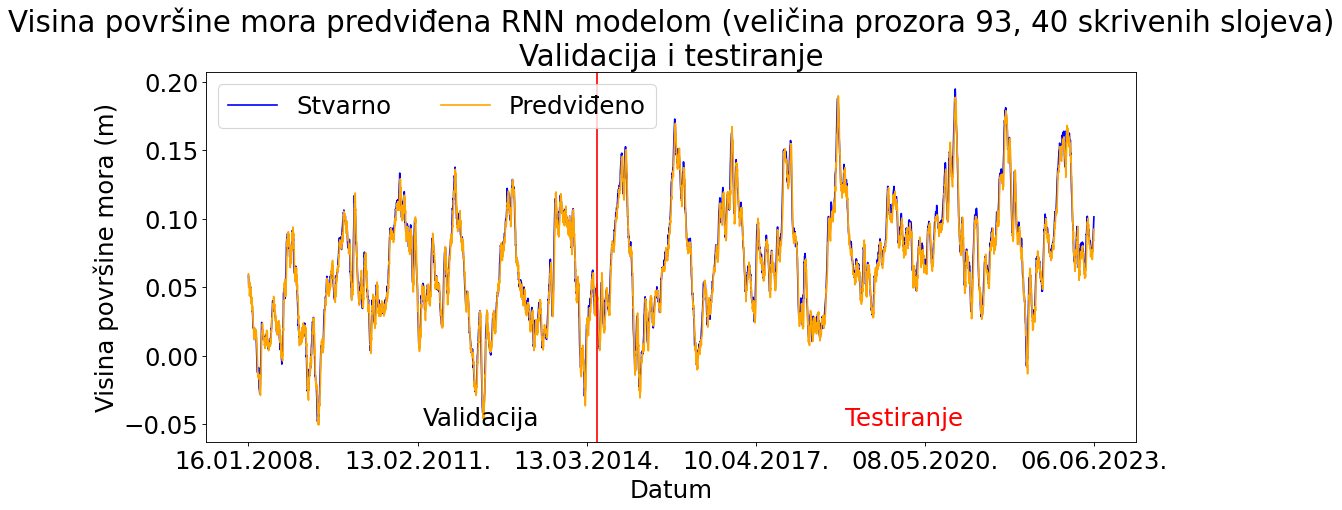 Visina površine mora predviđena RNN modelom (veličina prozora 93, 40 skrivenih slojeva)
Validacija i testiranje
Stvarno
Predviđeno
Visina površine mora (m)
0.20
0.15
0.10
0.05
0.00
−0.05
Validacija
Testiranje
16.01.2008.
13.02.2011.
13.03.2014.
10.04.2017.
08.05.2020.
06.06.2023.
Datum